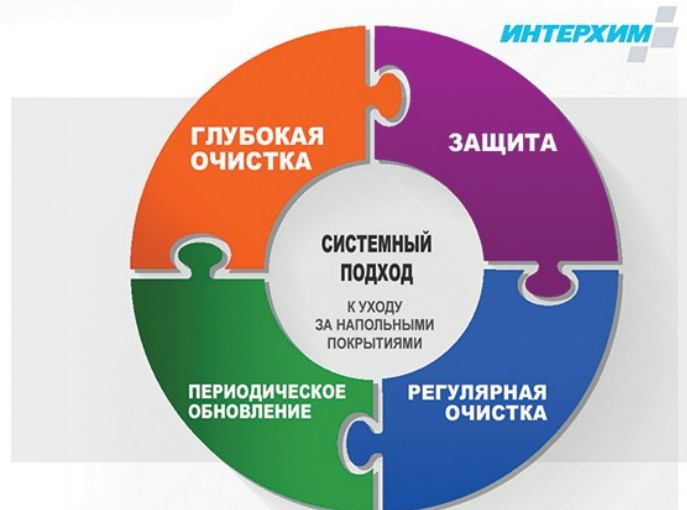 ИНТЕРХИМ
ГЛУБОКАЯ
ОЧИСТКА
ЗАЩИТА
СИСТЕМНЫЙ
ПОДХОД
К УХОДУ
ЗА НАПОЛЬНЫМИ
ПОКРЫТИЯМИ
ПЕРИОДИЧЕСКОЕ
ОБНОВЛЕНИЕ
РЕГУЛЯРНАЯ
ОЧИСТКА